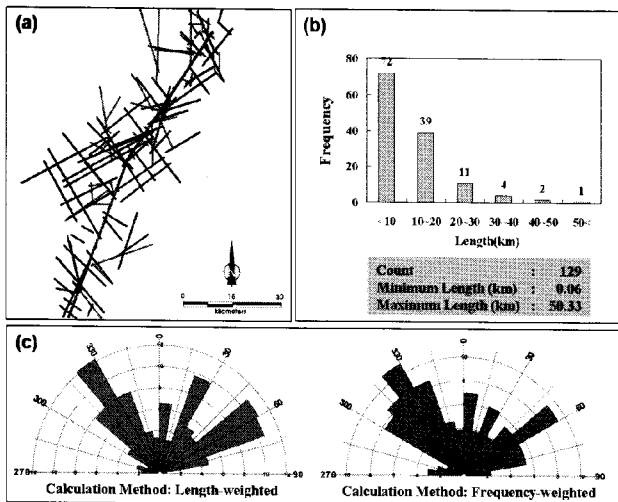 (a)
N
0 16 30
kilometers
(b)
80
60
40
20
0
Frequency
72
39
11
4
2
1
<10 10~20 20~30 30~40 40~50 50<
Length(km)
Count : 129
Minimum Length (km) : 0.06
Maximum Length (km) : 50.33
(c)
270 300 330 0 30 60 90
Calculation Method: Length-weighted
270 300 330 0 30 60 90
Calculation Method: Frequency-weighted